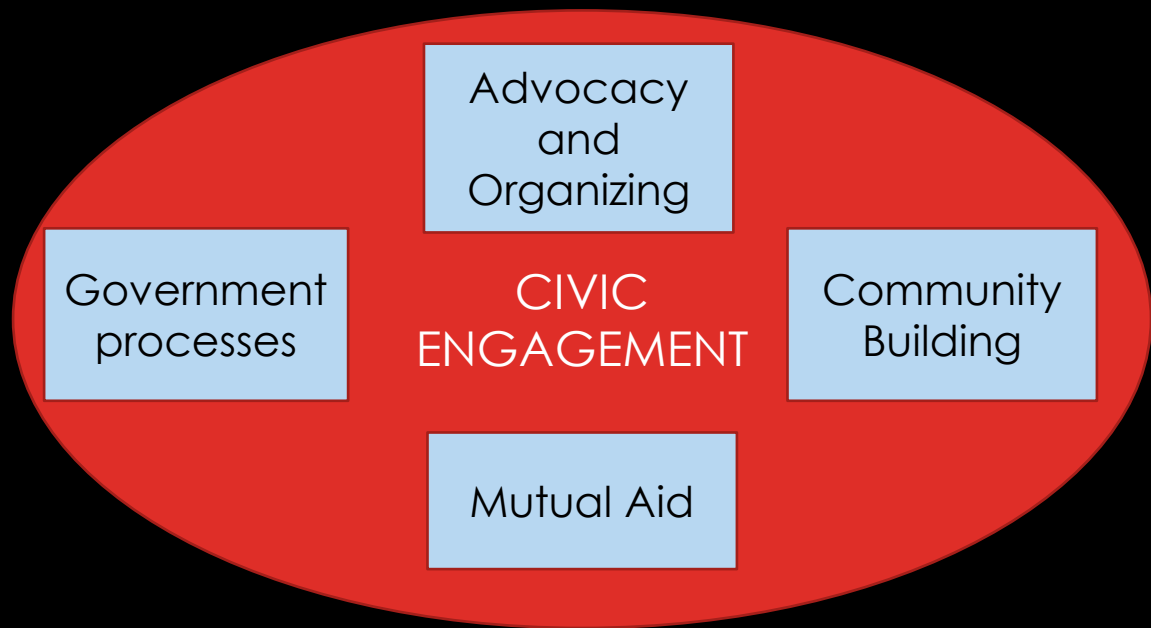 Advocacy
and
Organizing
Government
processes
CIVIC
ENGAGEMENT
Community
Building
Mutual Aid